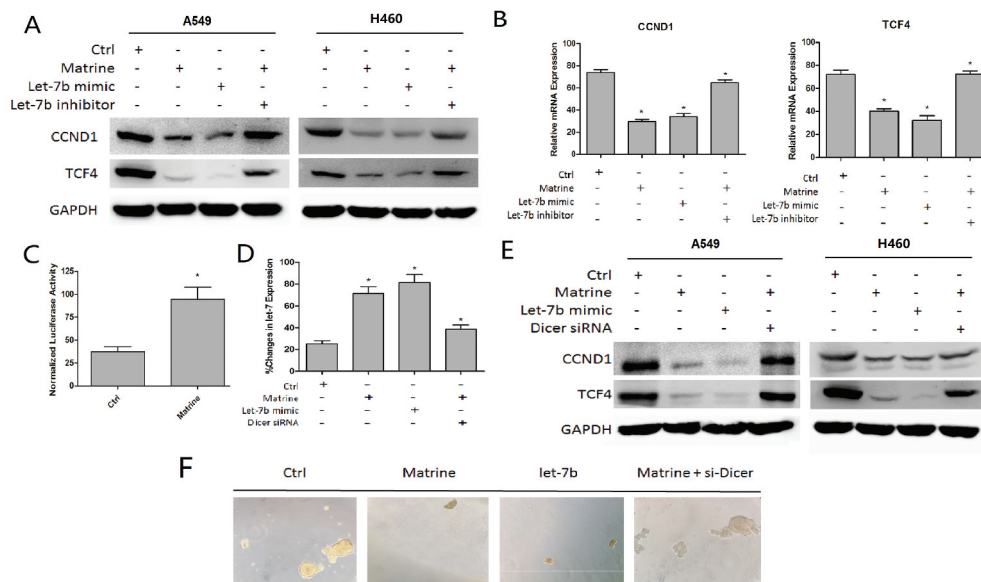 A
A549
H460
Ctrl + - - - + - - -
Matrine - + - + - + - +
Let-7b mimic - - + - - - + -
Let-7b inhibitor - - - + - - - +
CCND1
TCF4
GAPDH
B
CCND1
Relative mRNA Expression
100
80
60
40
20
0
* * *
Ctrl + - - -
Matrine - + - +
Let-7b mimic - - + -
Let-7b inhibitor - - - +
TCF4
Relative mRNA Expression
80
60
40
20
0
* * *
Ctrl + - - -
Matrine - + - +
Let-7b mimic - - + -
Let-7b inhibitor - - - +
C
Normalized Luciferase Activity
125
100
75
50
25
0
*
Ctrl
Matrine
D
%Changes in let-7 Expression
100
80
60
40
20
0
* * *
Ctrl + - - -
Matrine - + - +
Let-7b mimic - - + -
Dicer siRNA - - - +
E
A549
H460
Ctrl + - - - + - - -
Matrine - + - + - + - +
Let-7b mimic - - + - - - + -
Dicer siRNA - - - + - - - +
CCND1
TCF4
GAPDH
F
Ctrl
Matrine
let-7b
Matrine + si-Dicer